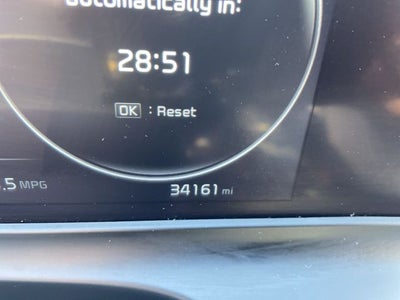 automatically in:
28:51
OK : Reset
.5 MPG
34161 mi